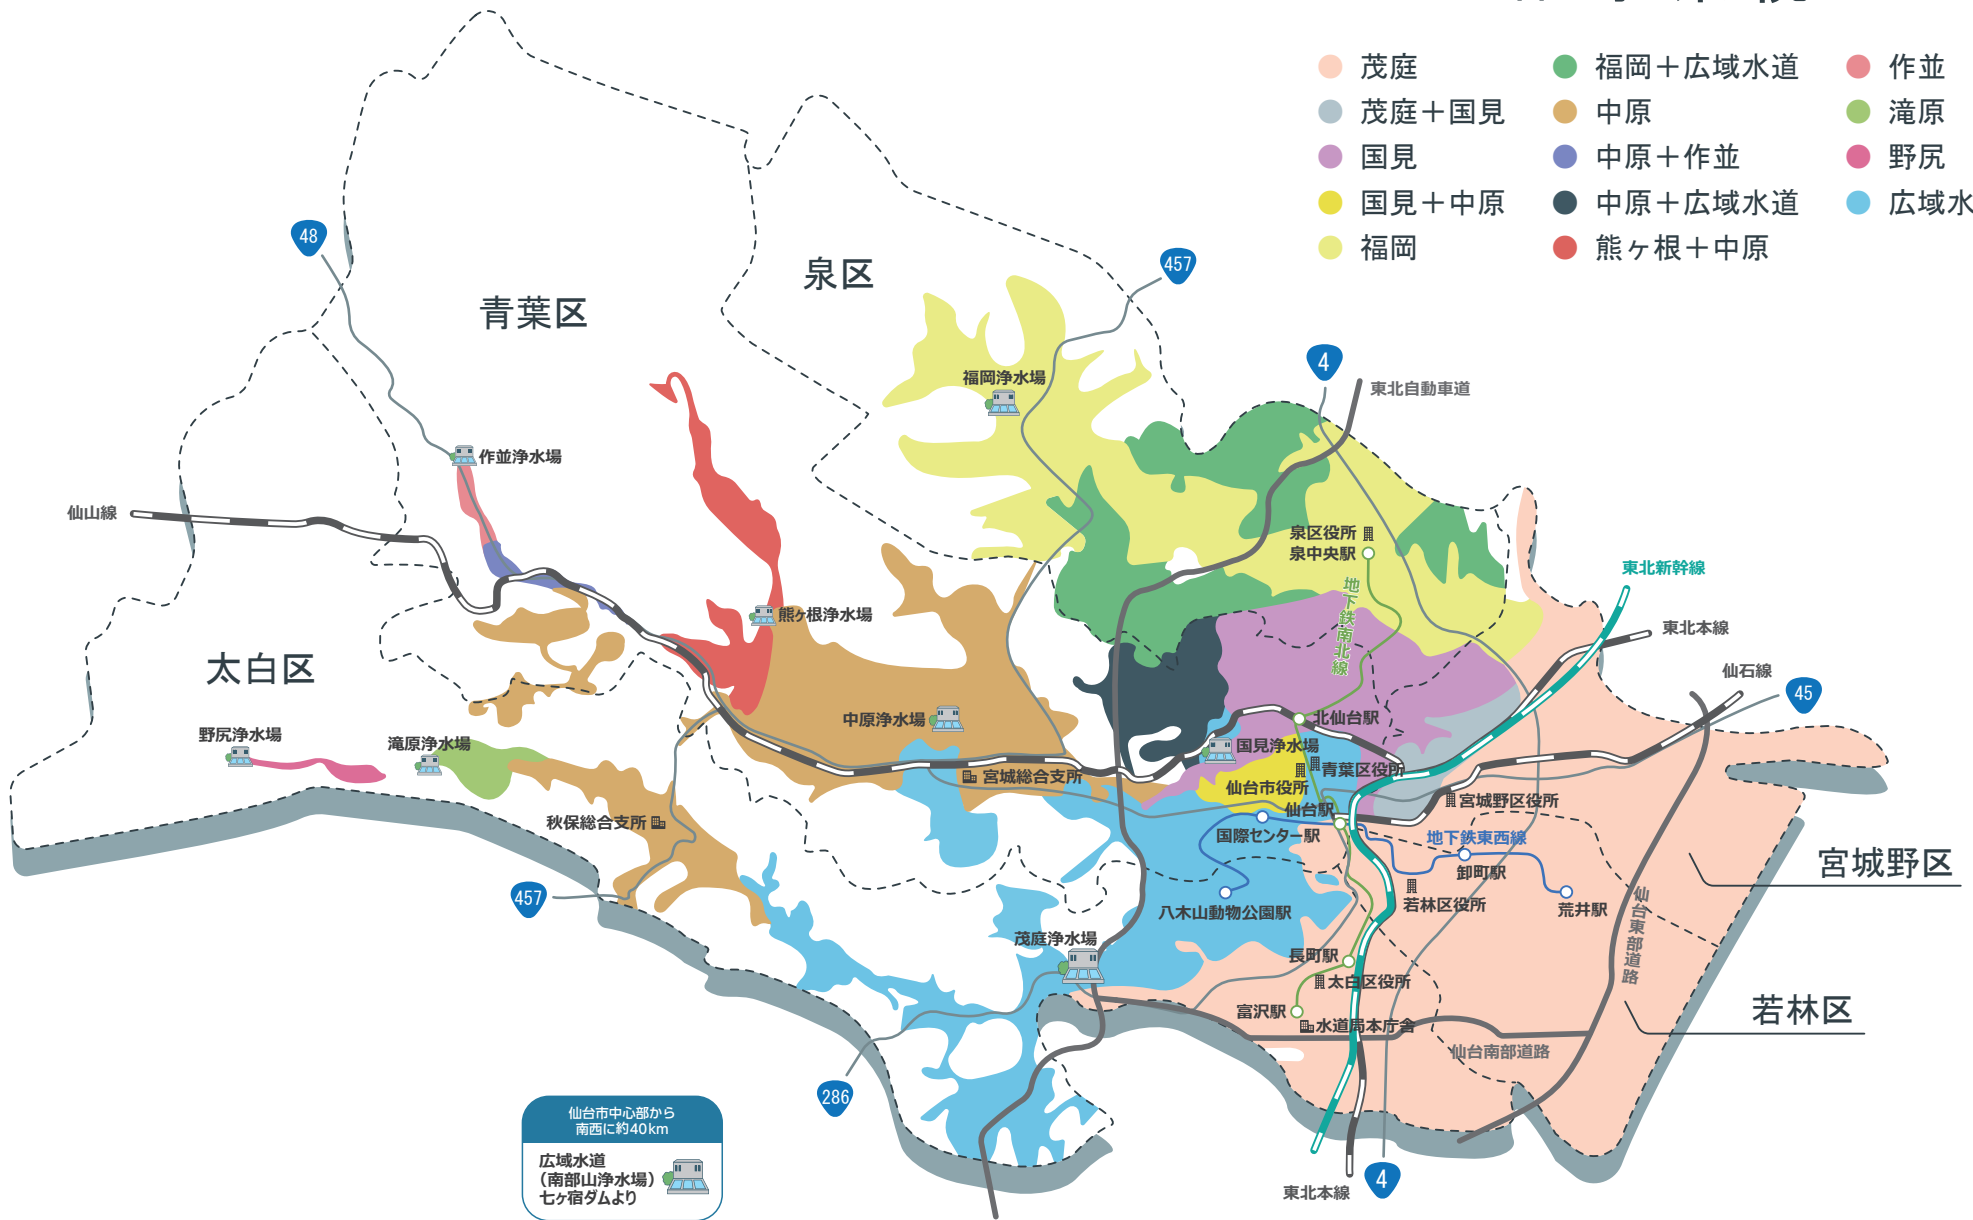 茂庭
茂庭＋国見
国見
国見＋中原
福岡
福岡＋広域水道
中原
中原＋作並
中原＋広域水道
熊ヶ根＋中原
作並
滝原
野尻
広域水
48
457
4
青葉区
泉区
福岡浄水場
東北自動車道
作並浄水場
仙山線
泉区役所
泉中央駅
東北新幹線
地下鉄南北線
熊ヶ根浄水場
東北本線
太白区
仙石線
45
中原浄水場
北仙台駅
野尻浄水場
滝原浄水場
国見浄水場
青葉区役所
宮城総合支所
仙台市役所
宮城野区役所
仙台駅
秋保総合支所
国際センター駅
地下鉄東西線
宮城野区
卸町駅
457
八木山動物公園駅
若林区役所
荒井駅
仙台東部道路
茂庭浄水場
長町駅
太白区役所
富沢駅
水道局本庁舎
若林区
仙台南部道路
286
仙台市中心部から
南西に約40km
広域水道
（南部山浄水場）
七ヶ宿ダムより
4
東北本線